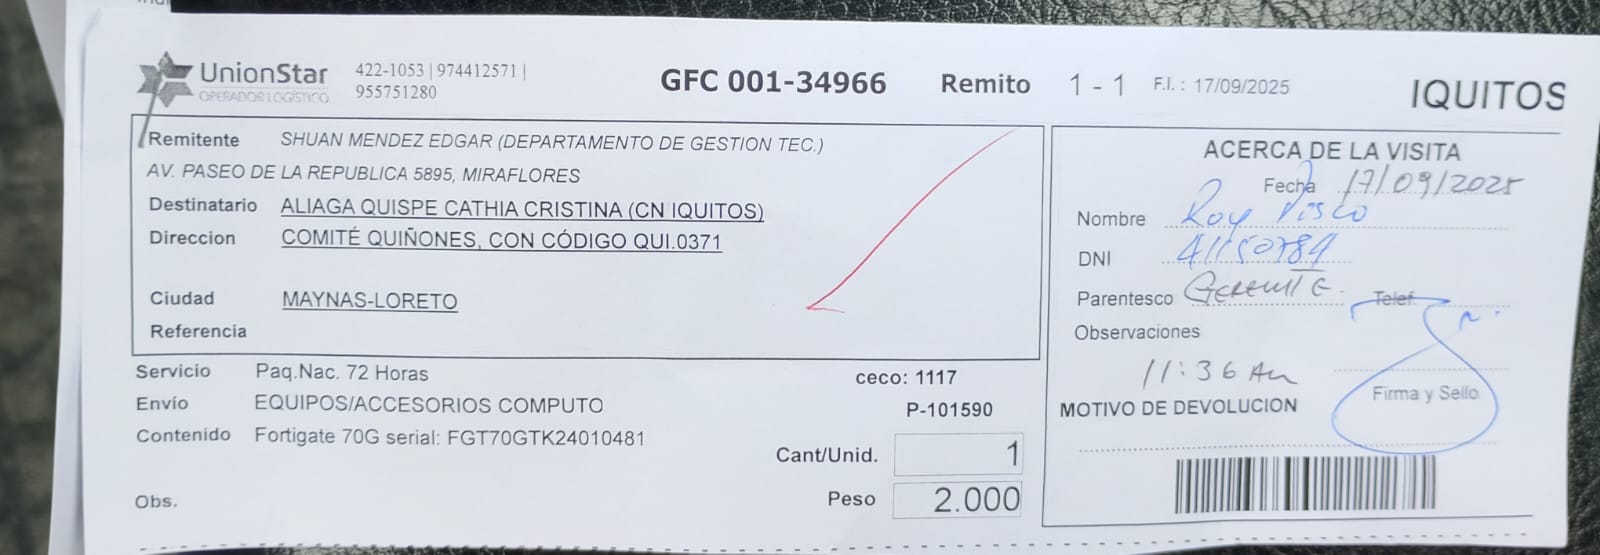 UnionStar
OPERADOR LOGÍSTICO
422-1053 | 974412571 |
955751280
GFC 001-34966 Remito 1 - 1 F.I. : 17/09/2025 IQUITOS
Remitente SHUAN MENDEZ EDGAR (DEPARTAMENTO DE GESTION TEC.)
AV. PASEO DE LA REPUBLICA 5895, MIRAFLORES
Destinatario ALIAGA QUISPE CATHIA CRISTINA (CN IQUITOS)
Direccion COMITÉ QUIÑONES, CON CÓDIGO QUI.0371
Ciudad MAYNAS-LORETO
Referencia
Servicio Paq.Nac. 72 Horas
ceco: 1117
Envío EQUIPOS/ACCESORIOS COMPUTO
P-101590
Contenido Fortigate 70G serial: FGT70GTK24010481
Cant/Unid. 1
Obs.
Peso 2.000
ACERCA DE LA VISITA
Fecha 17/09/2025
Nombre Roy
DNI 41150789
Parentesco GERENTE. Telef.
Observaciones
11:36 Am
Firma y Sello
MOTIVO DE DEVOLUCION